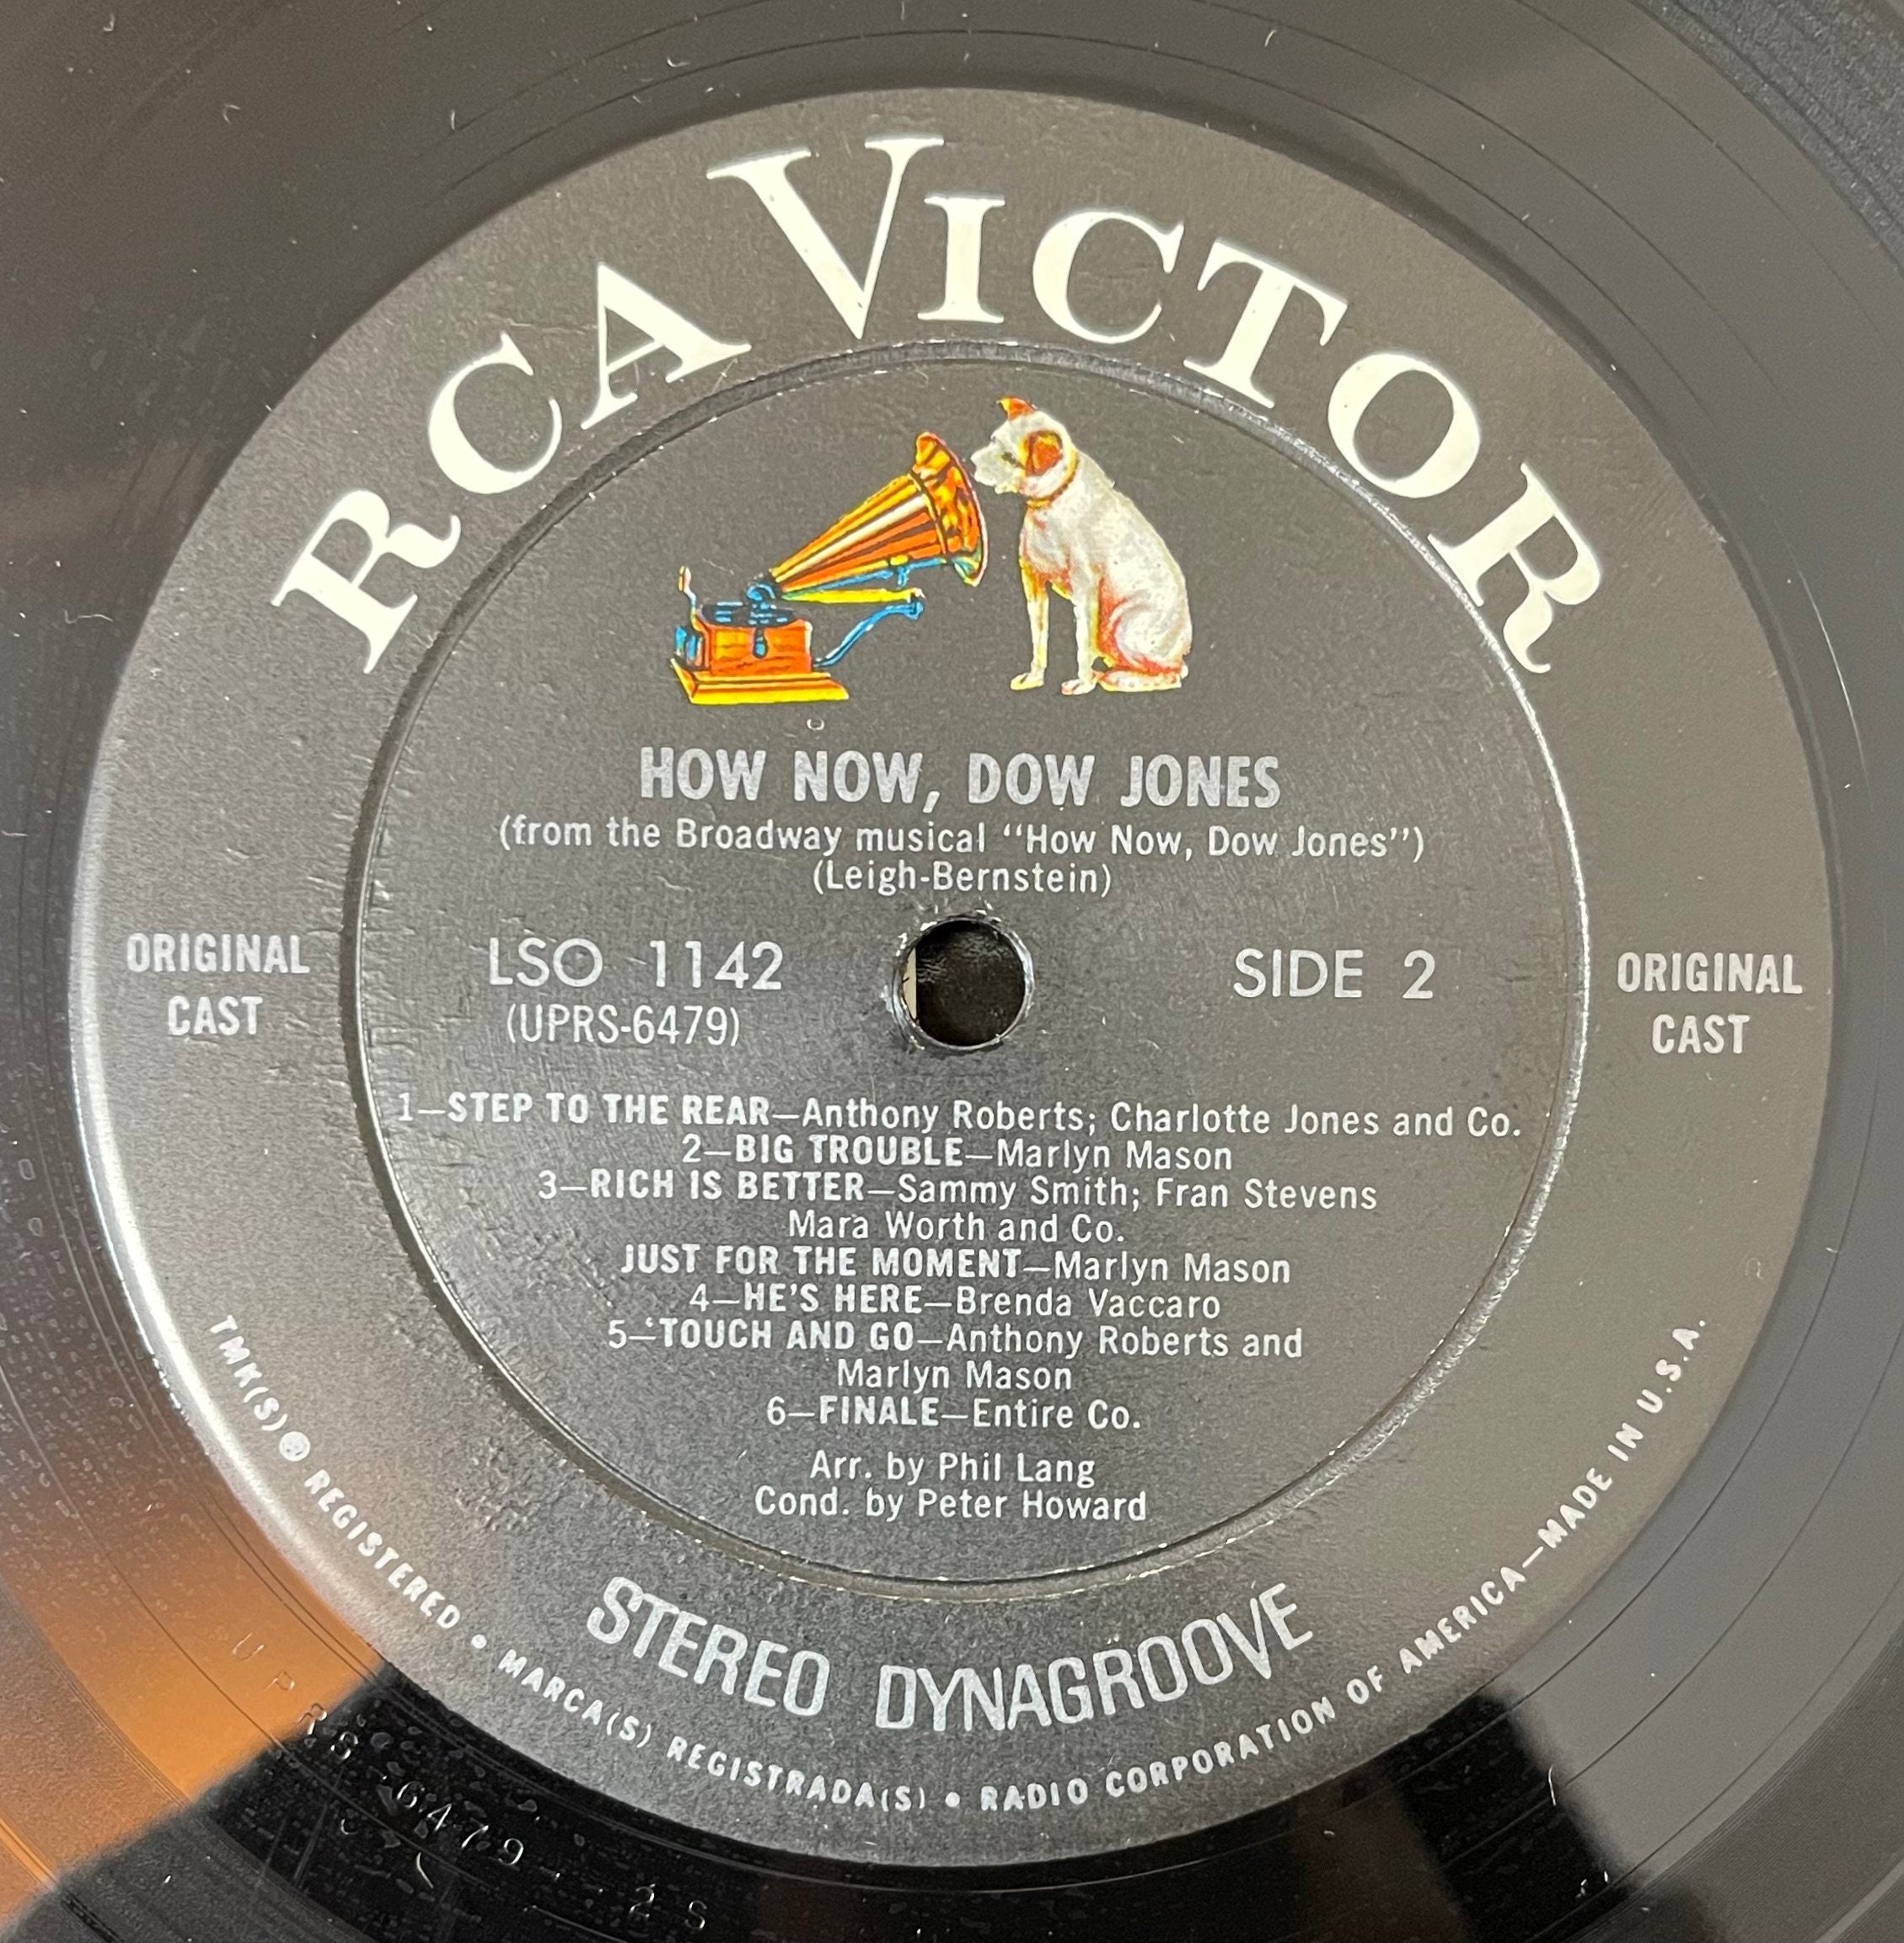 RCA VICTOR
HOW NOW, DOW JONES
(from the Broadway musical "How Now, Dow Jones")
(Leigh-Bernstein)
ORIGINAL
CAST
LSO 1142
(UPRS-6479)
SIDE 2
ORIGINAL
CAST
1—STEP TO THE REAR—Anthony Roberts; Charlotte Jones and Co.
2—BIG TROUBLE—Marlyn Mason
3—RICH IS BETTER—Sammy Smith; Fran Stevens
Mara Worth and Co.
JUST FOR THE MOMENT—Marlyn Mason
4—HE'S HERE—Brenda Vaccaro
5—TOUCH AND GO—Anthony Roberts and
Marlyn Mason
6—FINALE—Entire Co.
Arr. by Phil Lang
Cond. by Peter Howard
STEREO DYNAGROOVE
TMK(S) ® REGISTERED • MARCA(S) REGISTRADA(S) • RADIO CORPORATION OF AMERICA—MADE IN U.S.A.
UPRS-6479-2S